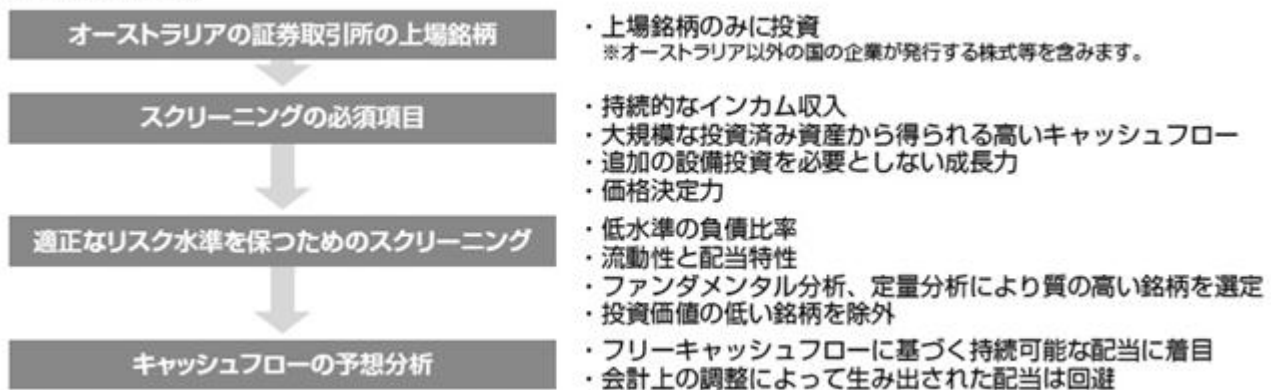 オーストラリアの証券取引所の上場銘柄
・上場銘柄のみに投資
※オーストラリア以外の国の企業が発行する株式等を含みます。
スクリーニングの必須項目
・持続的なインカム収入
・大規模な投資済み資産から得られる高いキャッシュフロー
・追加の設備投資を必要としない成長力
・価格決定力
適正なリスク水準を保つためのスクリーニング
・低水準の負債比率
・流動性と配当特性
・ファンダメンタル分析、定量分析により質の高い銘柄を選定
・投資価値の低い銘柄を除外
キャッシュフローの予想分析
・フリーキャッシュフローに基づく持続可能な配当に着目
・会計上の調整によって生み出された配当は回避